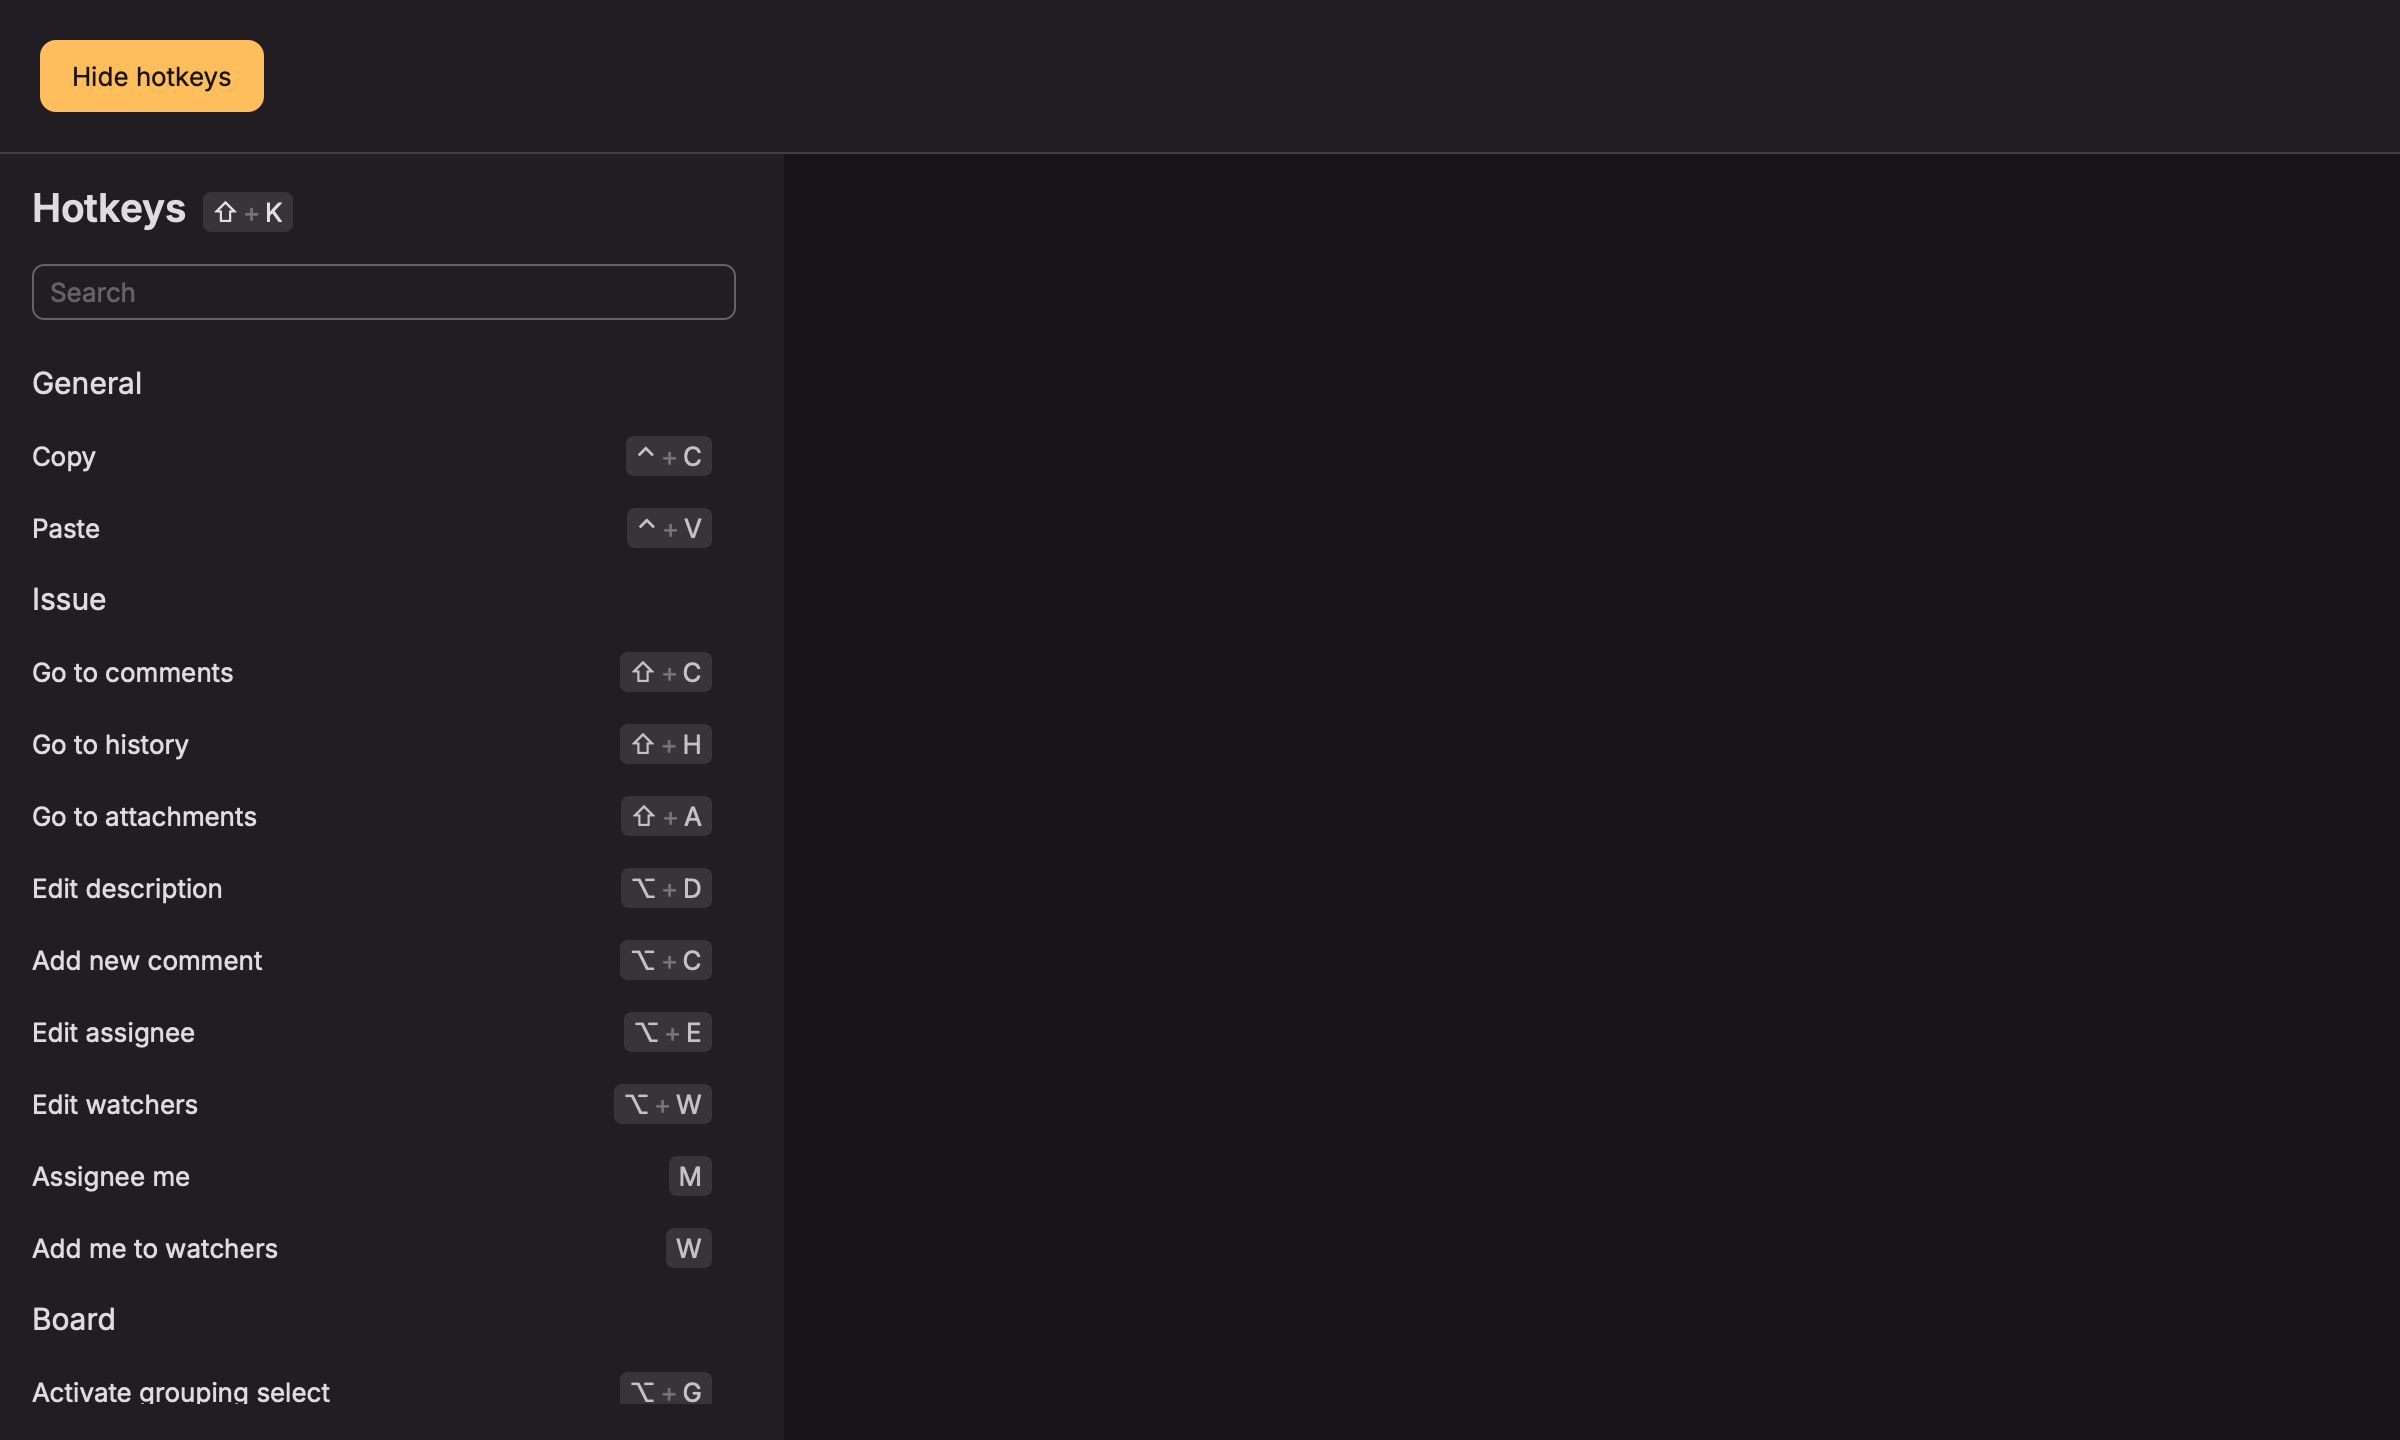 Hide hotkeys
Hotkeys ⇧ + K
Search
General
Copy ^ + C
Paste ^ + V
Issue
Go to comments ⇧ + C
Go to history ⇧ + H
Go to attachments ⇧ + A
Edit description ⌥ + D
Add new comment ⌥ + C
Edit assignee ⌥ + E
Edit watchers ⌥ + W
Assignee me M
Add me to watchers W
Board
Activate grouping select ⌥ + G